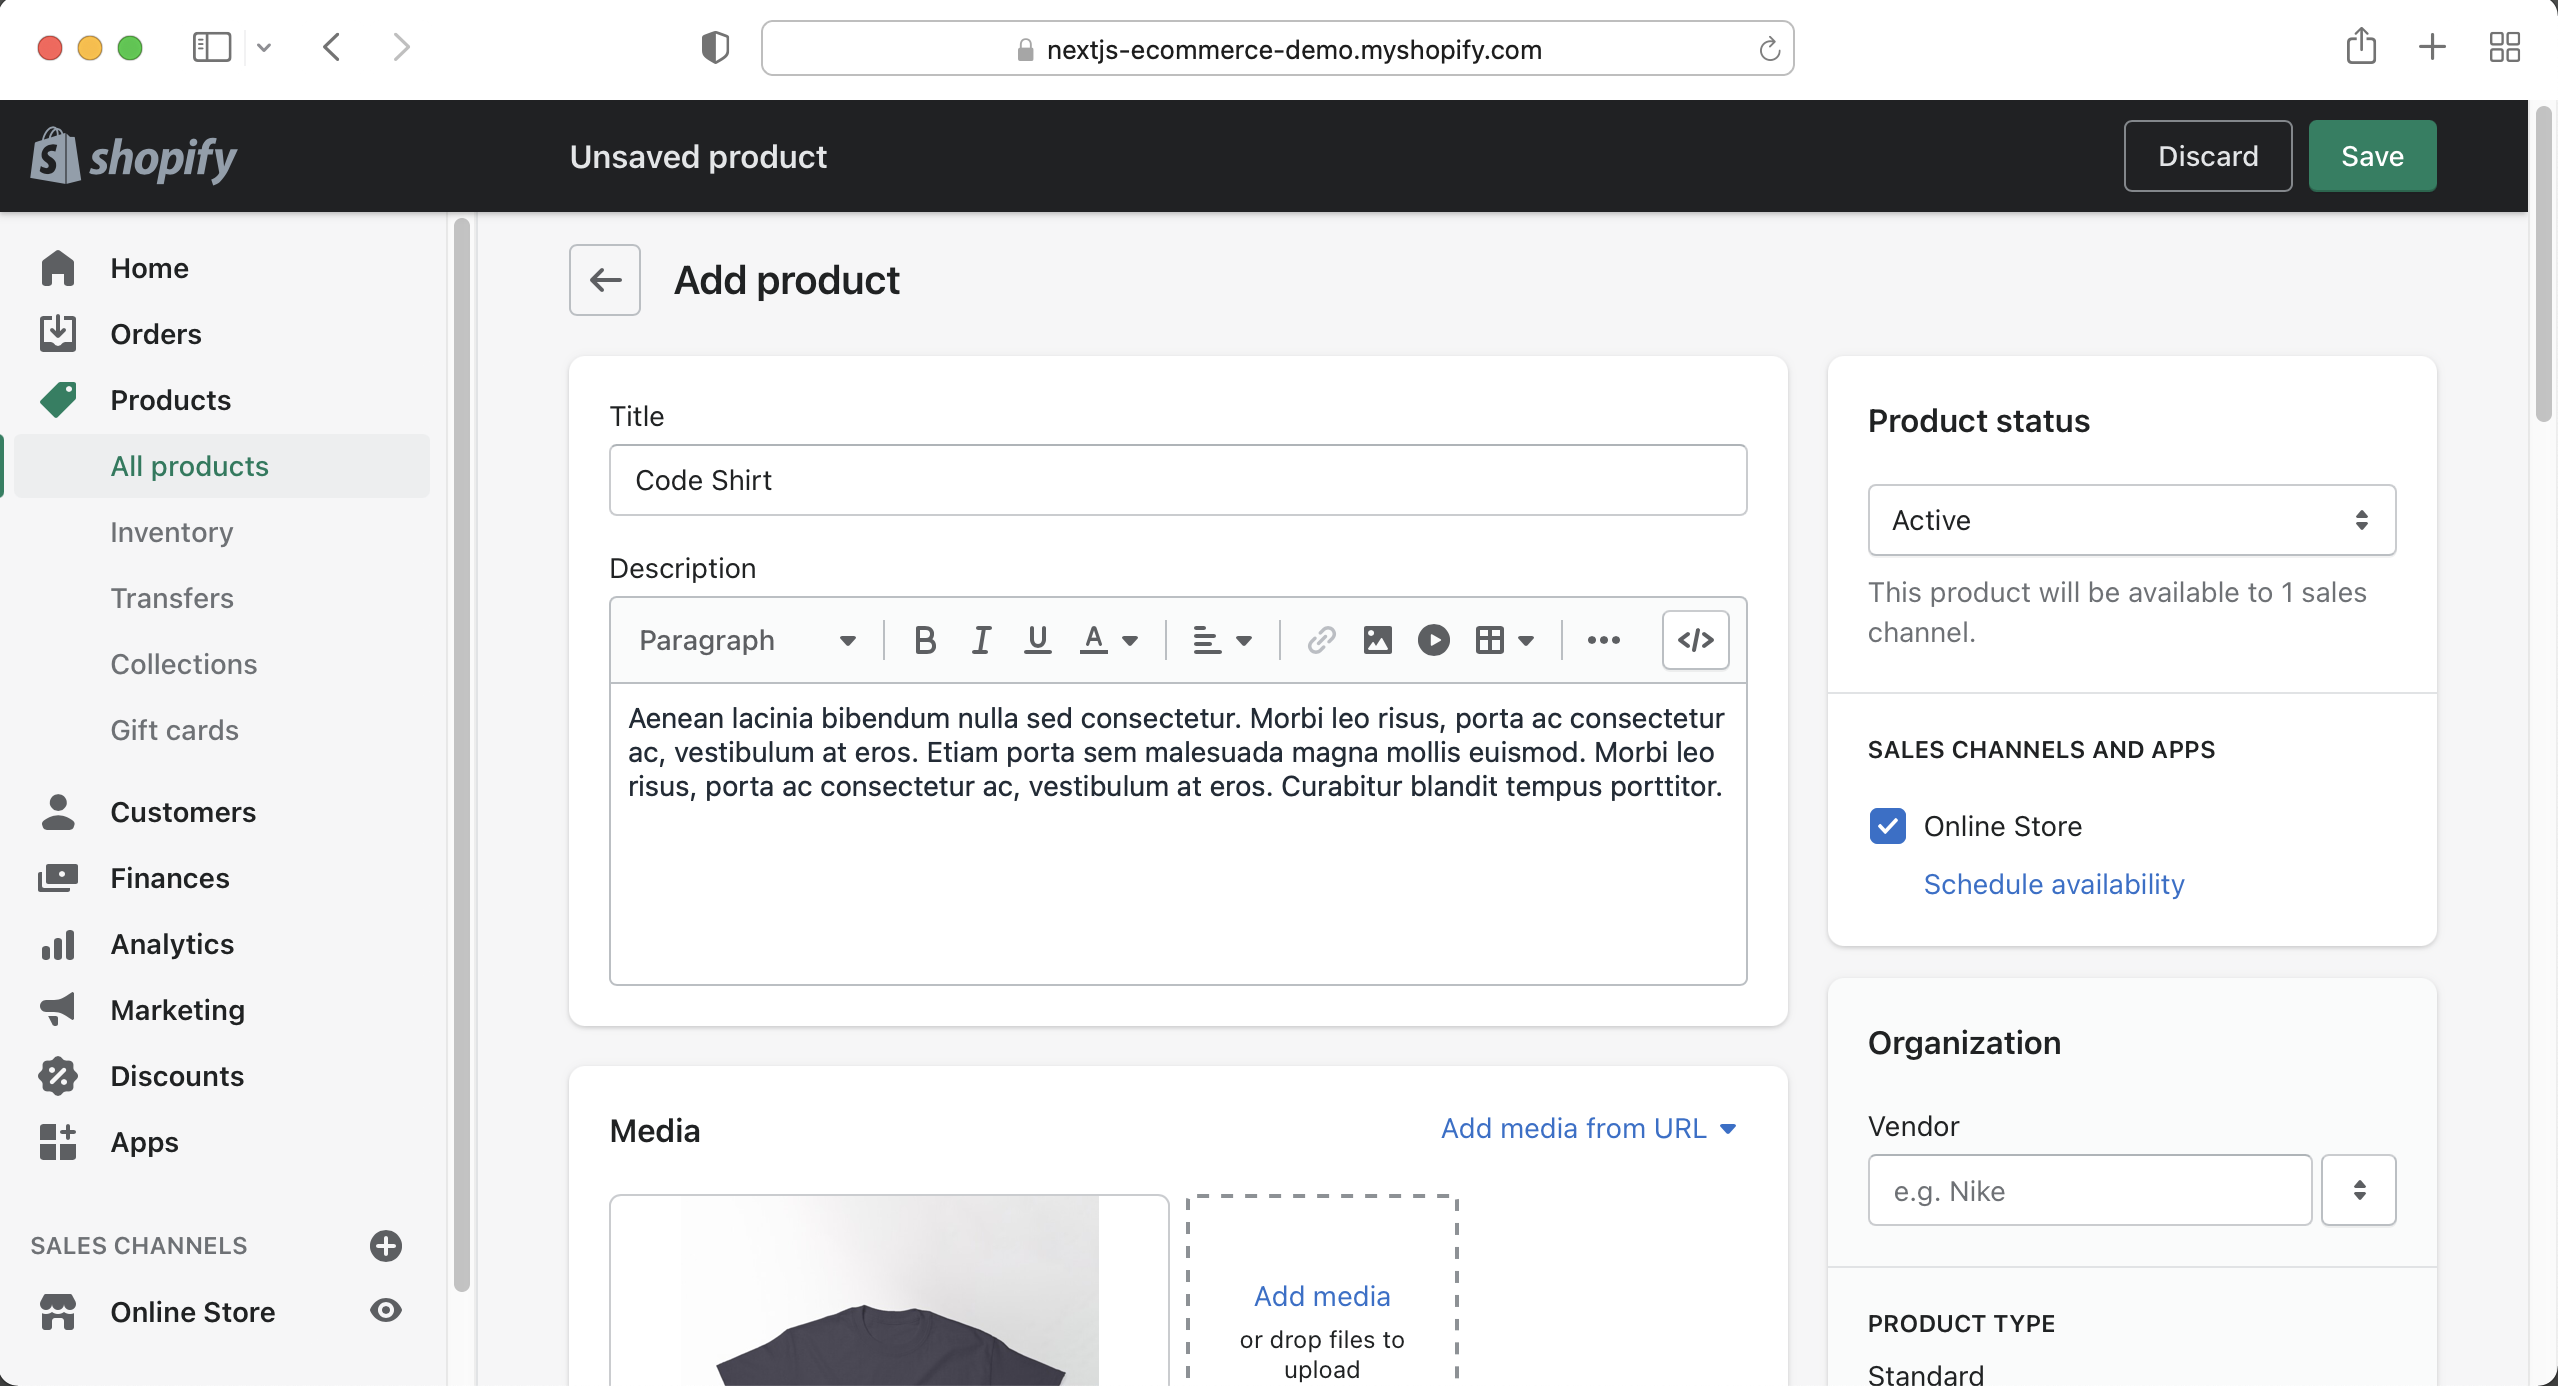 nextjs-ecommerce-demo.myshopify.com
shopify
Unsaved product
Discard
Save
Home
Orders
Products
All products
Inventory
Transfers
Collections
Gift cards
Customers
Finances
Analytics
Marketing
Discounts
Apps
SALES CHANNELS
Online Store
Add product
Title
Code Shirt
Description
Paragraph
B I U A </>
Aenean lacinia bibendum nulla sed consectetur. Morbi leo risus, porta ac consectetur
ac, vestibulum at eros. Etiam porta sem malesuada magna mollis euismod. Morbi leo
risus, porta ac consectetur ac, vestibulum at eros. Curabitur blandit tempus porttitor.
Media
Add media from URL
Add media
or drop files to
upload
Product status
Active
This product will be available to 1 sales
channel.
SALES CHANNELS AND APPS
Online Store
Schedule availability
Organization
Vendor
e.g. Nike
PRODUCT TYPE
Standard